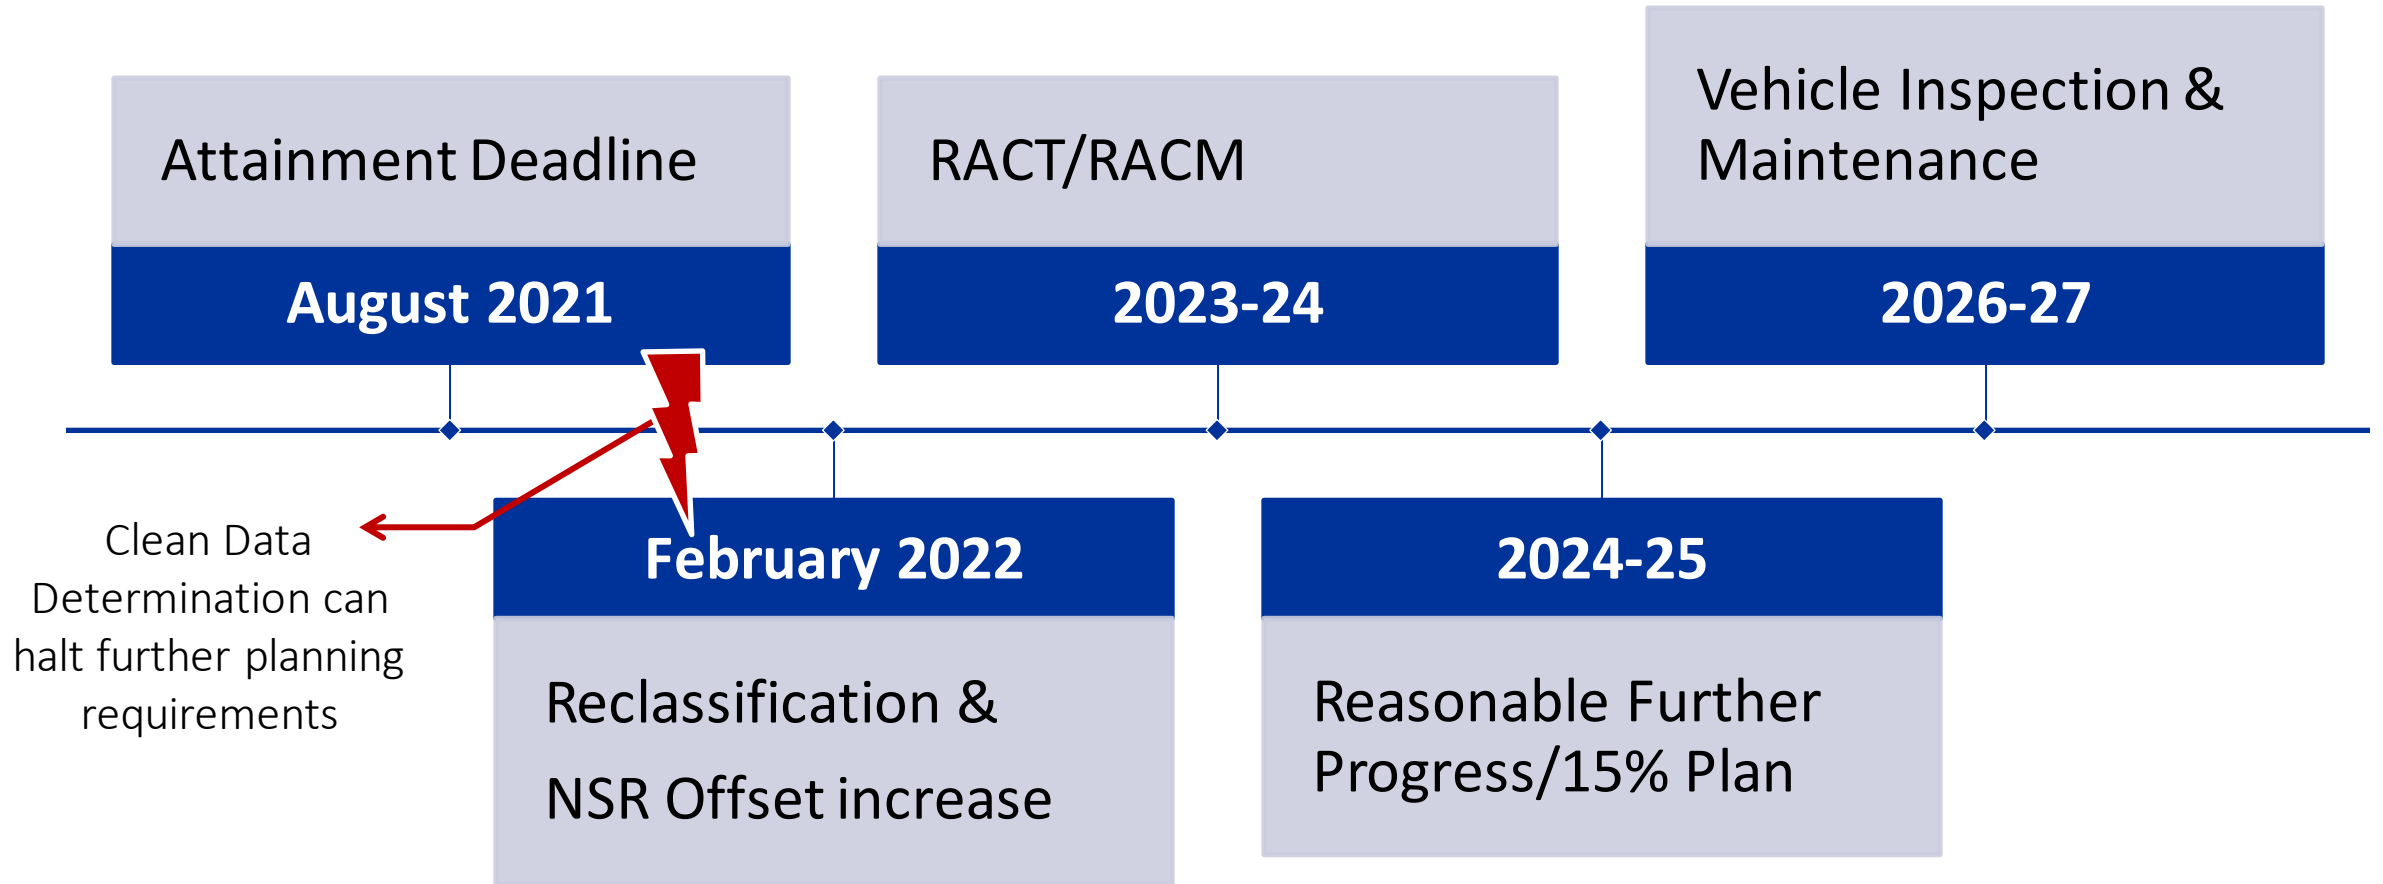 Attainment Deadline
August 2021
RACT/RACM
2023-24
Vehicle Inspection &
Maintenance
2026-27
Clean Data
Determination can
halt further planning
requirements
February 2022
Reclassification &
NSR Offset increase
2024-25
Reasonable Further
Progress/15% Plan